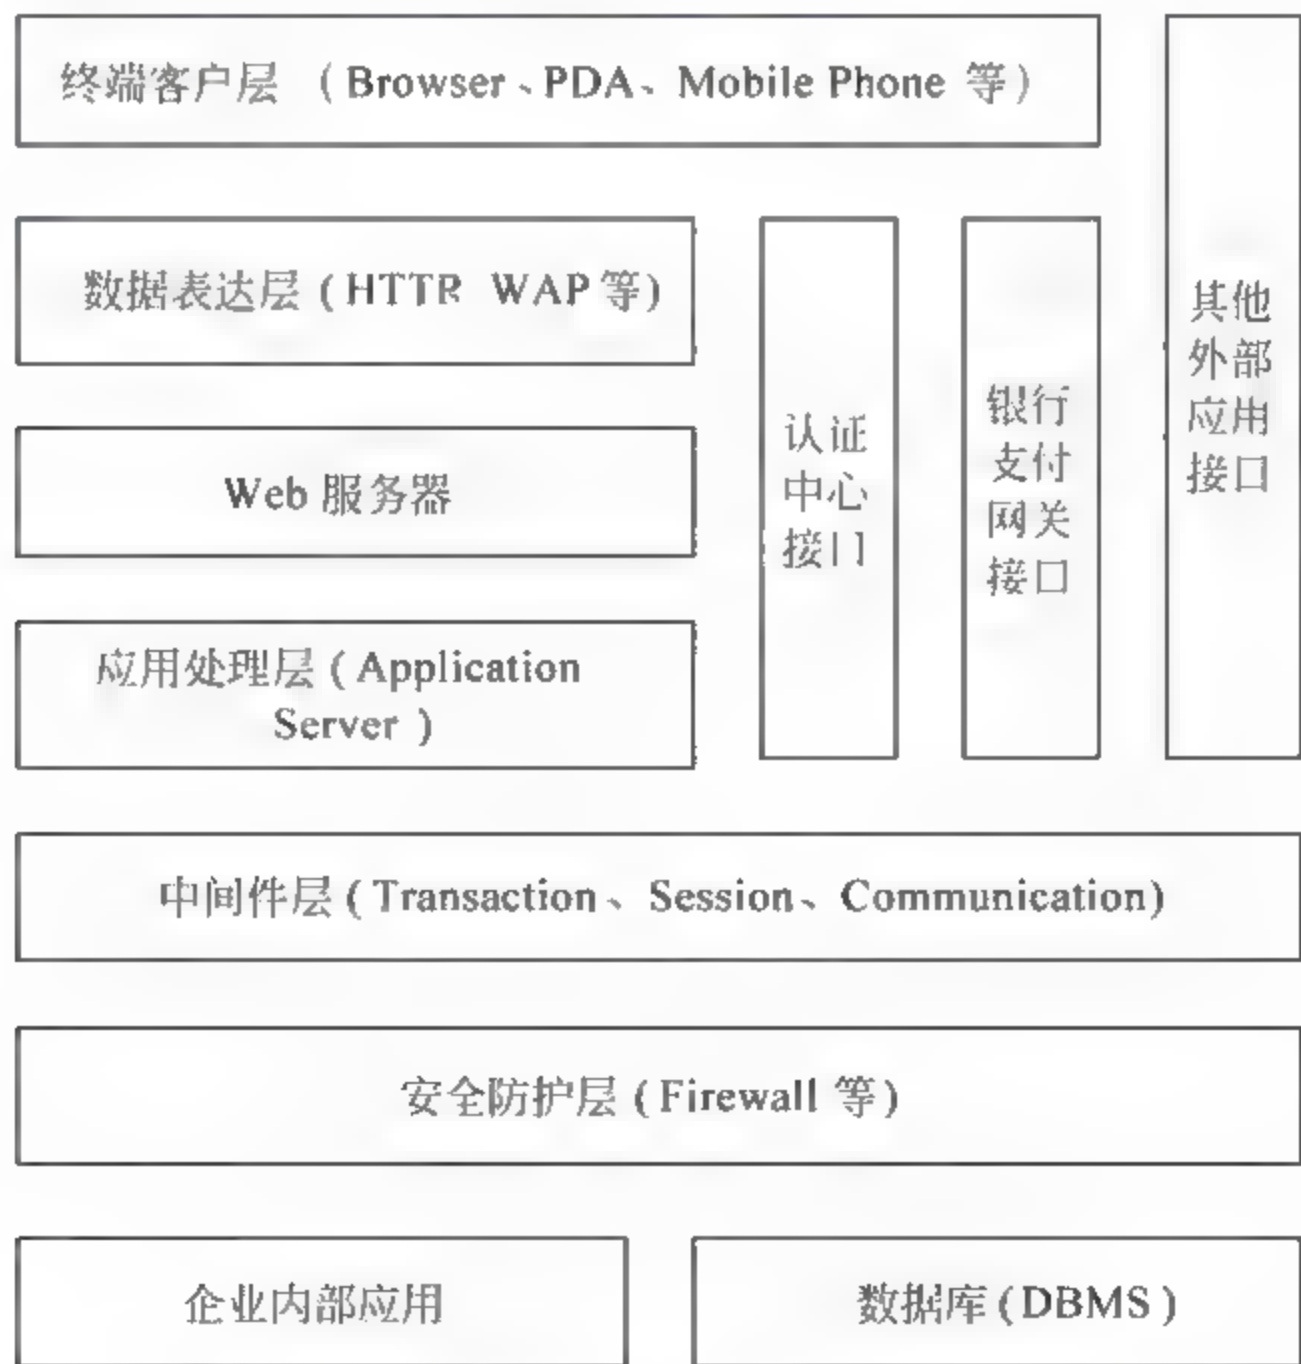 终端客户层 (Browser、PDA、Mobile Phone 等)
数据表达层 (HTTR WAP 等)
Web 服务器
应用处理层 (Application
Server )
认证
中心
接口
银行
支付
网关
接口
其他
外部
应用
接口
中间件层 (Transaction、Session、Communication)
安全防护层 (Firewall 等)
企业内部应用
数据库 (DBMS )